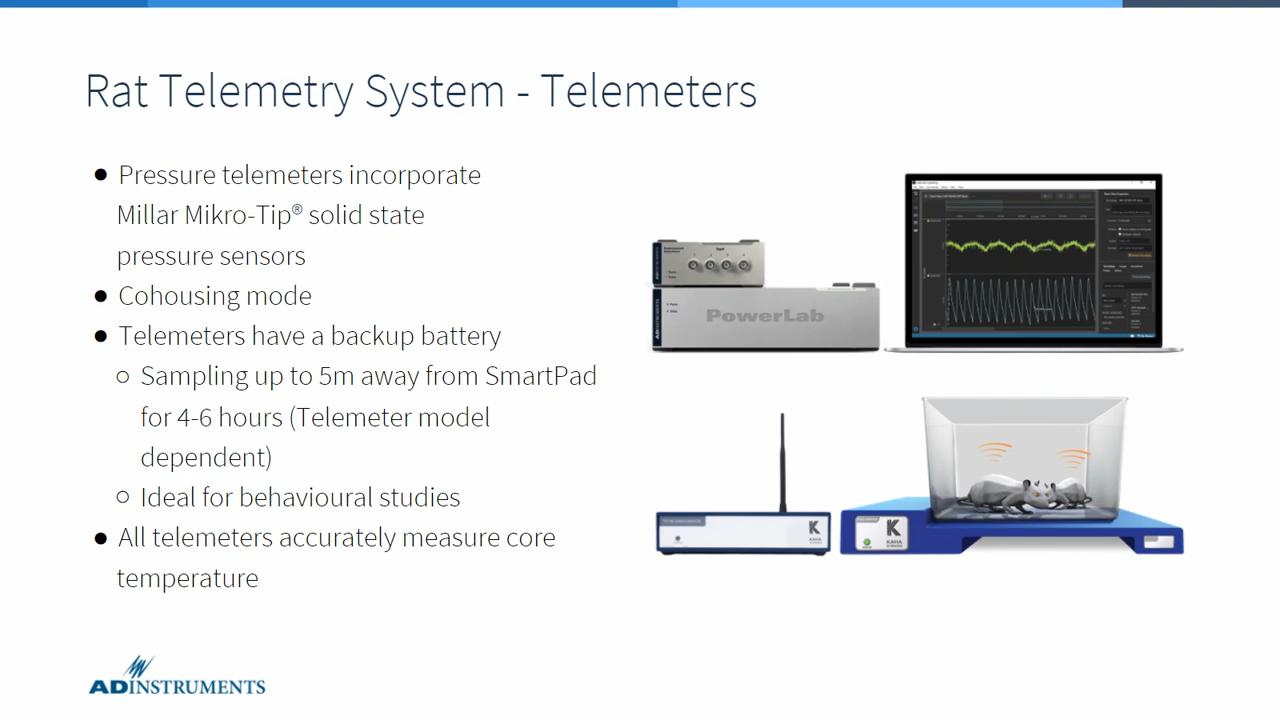 Rat Telemetry System - Telemeters
● Pressure telemeters incorporate
Millar Mikro-Tip® solid state
pressure sensors
● Cohousing mode
● Telemeters have a backup battery
○ Sampling up to 5m away from SmartPad
for 4-6 hours (Telemeter model
dependent)
○ Ideal for behavioural studies
● All telemeters accurately measure core
temperature
PowerLab
K
KAHA
K
KAHA
ADINSTRUMENTS